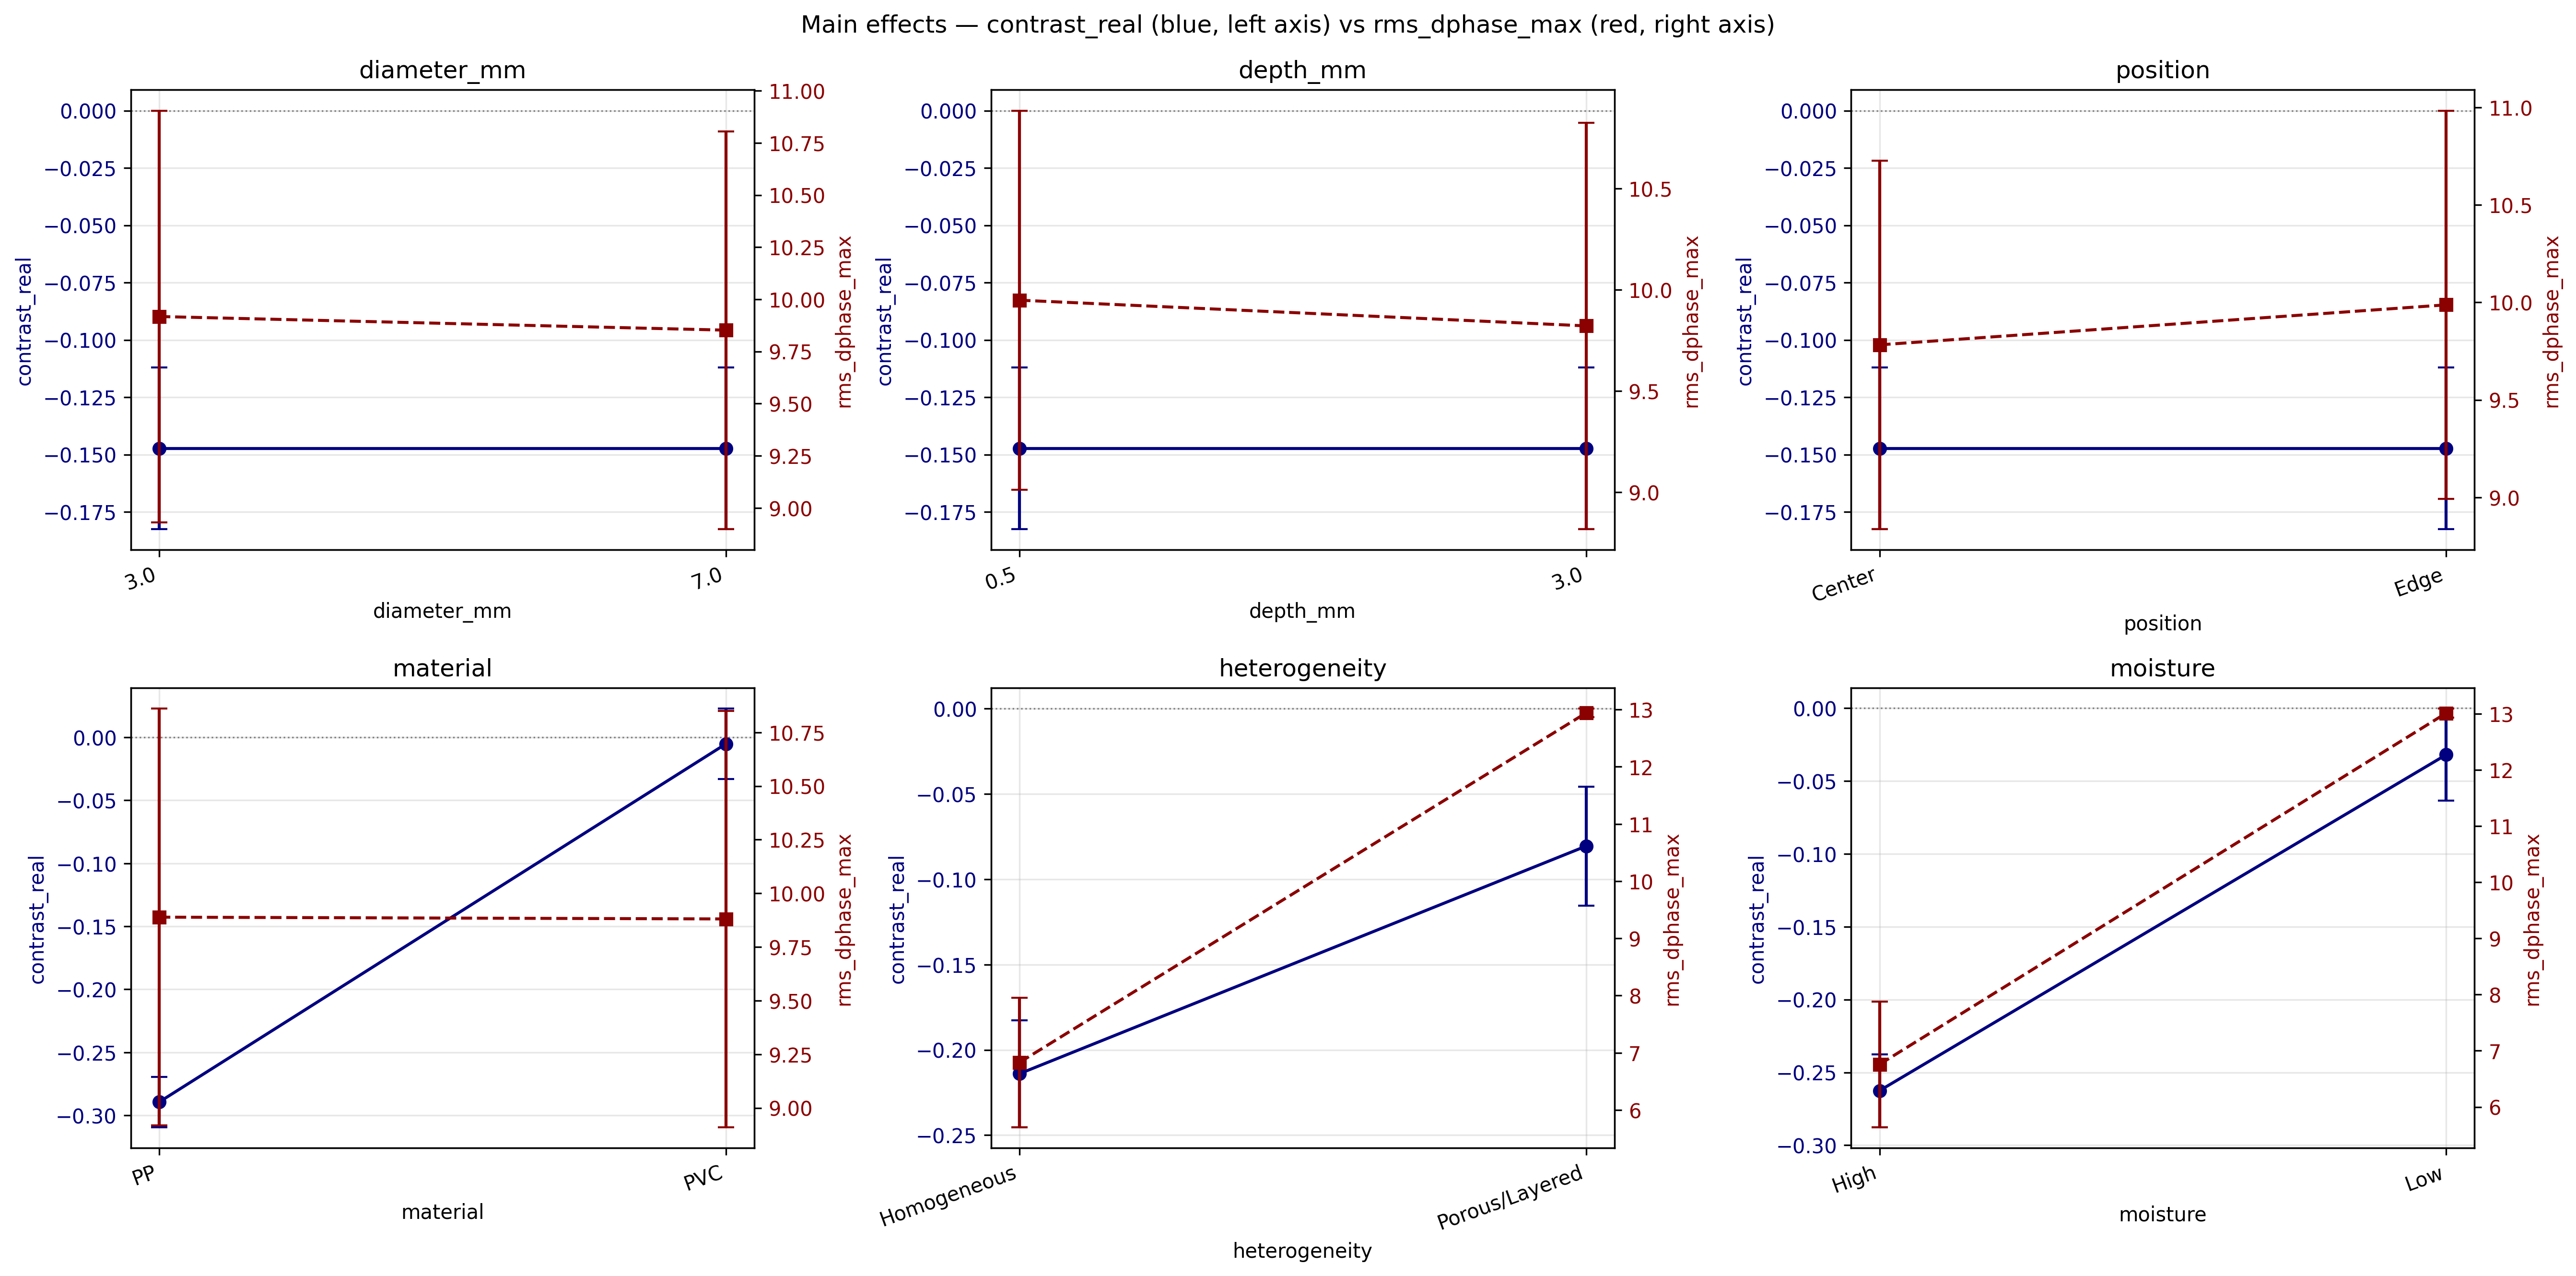 Main effects — contrast_real (blue, left axis) vs rms_dphase_max (red, right axis)
diameter_mm
contrast_real
0.000
−0.025
−0.050
−0.075
−0.100
−0.125
−0.150
−0.175
11.00
10.75
10.50
10.25
10.00
9.75
9.50
9.25
9.00
rms_dphase_max
3.0
7.0
diameter_mm
depth_mm
contrast_real
0.000
−0.025
−0.050
−0.075
−0.100
−0.125
−0.150
−0.175
10.5
10.0
9.5
9.0
rms_dphase_max
0.5
3.0
depth_mm
position
contrast_real
0.000
−0.025
−0.050
−0.075
−0.100
−0.125
−0.150
−0.175
11.0
10.5
10.0
9.5
9.0
rms_dphase_max
Center
Edge
position
material
contrast_real
0.00
−0.05
−0.10
−0.15
−0.20
−0.25
−0.30
10.75
10.50
10.25
10.00
9.75
9.50
9.25
9.00
rms_dphase_max
PP
PVC
material
heterogeneity
contrast_real
0.00
−0.05
−0.10
−0.15
−0.20
−0.25
13
12
11
10
9
8
7
6
rms_dphase_max
Homogeneous
Porous/Layered
heterogeneity
moisture
contrast_real
0.00
−0.05
−0.10
−0.15
−0.20
−0.25
−0.30
13
12
11
10
9
8
7
6
rms_dphase_max
High
Low
moisture